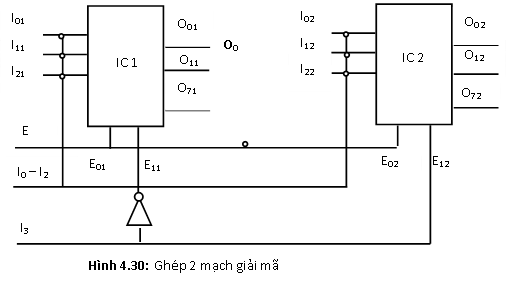 I₀₁
I₁₁
I₂₁
IC 1
O₀₁
O₁₁
O₇₁
O₀
I₀₂
I₁₂
I₂₂
IC 2
O₀₂
O₁₂
O₇₂
E
E₀₁
E₁₁
E₀₂
E₁₂
I₀ – I₂
I₃
Hình 4.30: Ghép 2 mạch giải mã